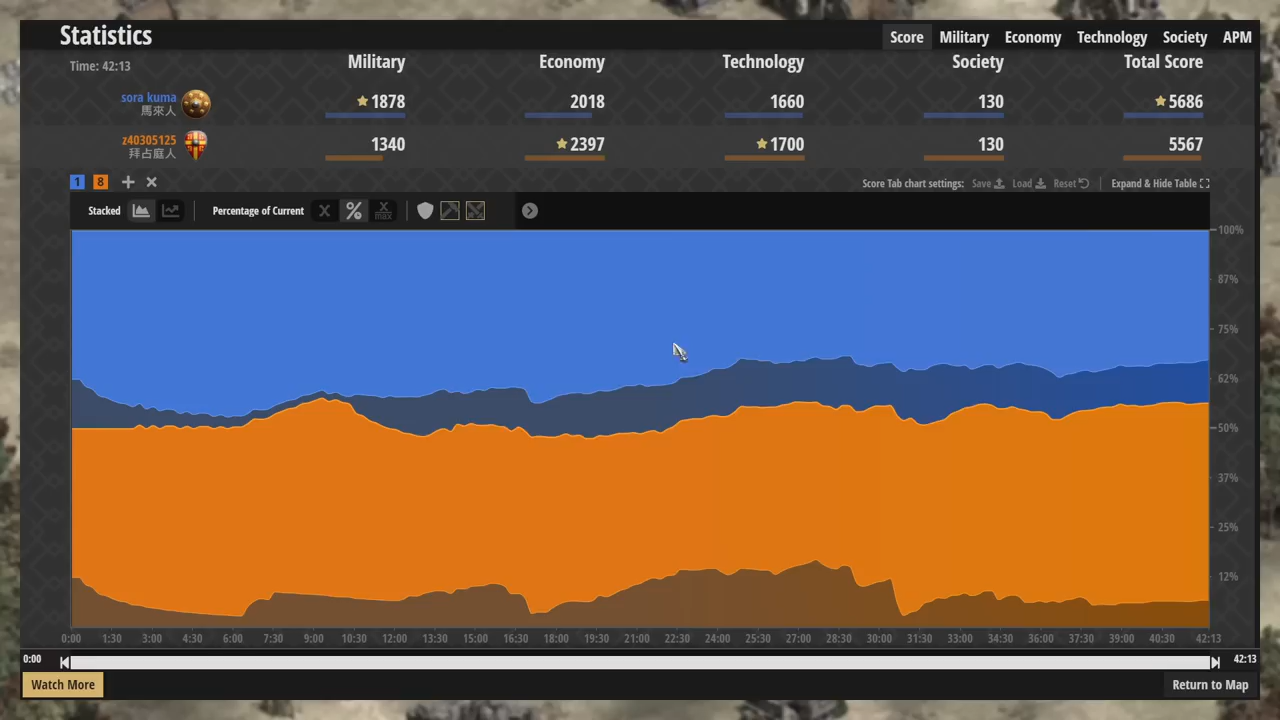 Statistics
Score Military Economy Technology Society APM
Time: 42:13
Military Economy Technology Society Total Score
sora kuma
馬來人
1878 2018 1660 130 5686
z40305125
拜占庭人
1340 2397 1700 130 5567
1 8
Score Tab chart settings: Save Load Reset Expand & Hide Table
Stacked Percentage of Current X % X max
100%
87%
75%
62%
50%
37%
25%
12%
0:00 1:30 3:00 4:30 6:00 7:30 9:00 10:30 12:00 13:30 15:00 16:30 18:00 19:30 21:00 22:30 24:00 25:30 27:00 28:30 30:00 31:30 33:00 34:30 36:00 37:30 39:00 40:30 42:13
0:00 42:13
Watch More Return to Map